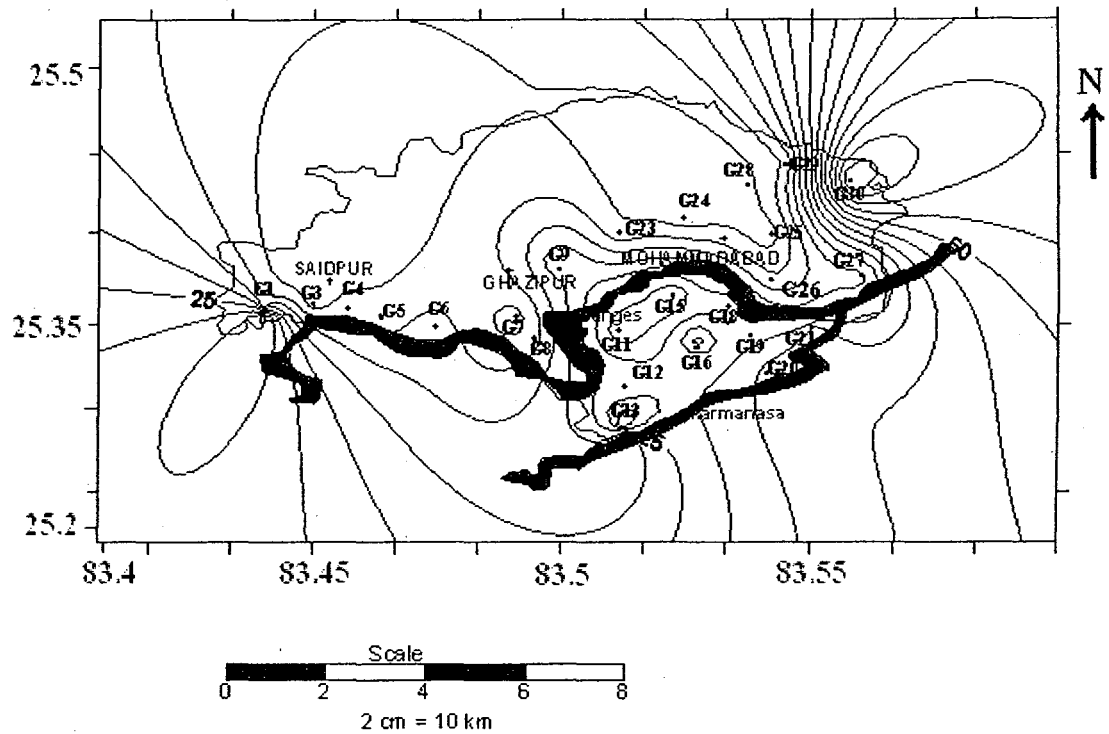 25.5
N
G29
G28
G30
G24
G23
G25
G9
MOHAMMADABAD
G27
SAIDPUR
GHAZIPUR
G26
60
G3
G4
25
G15
G5
G6
G7
G18
25.35
G11
G8
G19
G21
G16
G12
G20
G13
Karmanasa
25.2
83.4
83.45
83.5
83.55
Scale
0
2
4
6
8
2 cm = 10 km